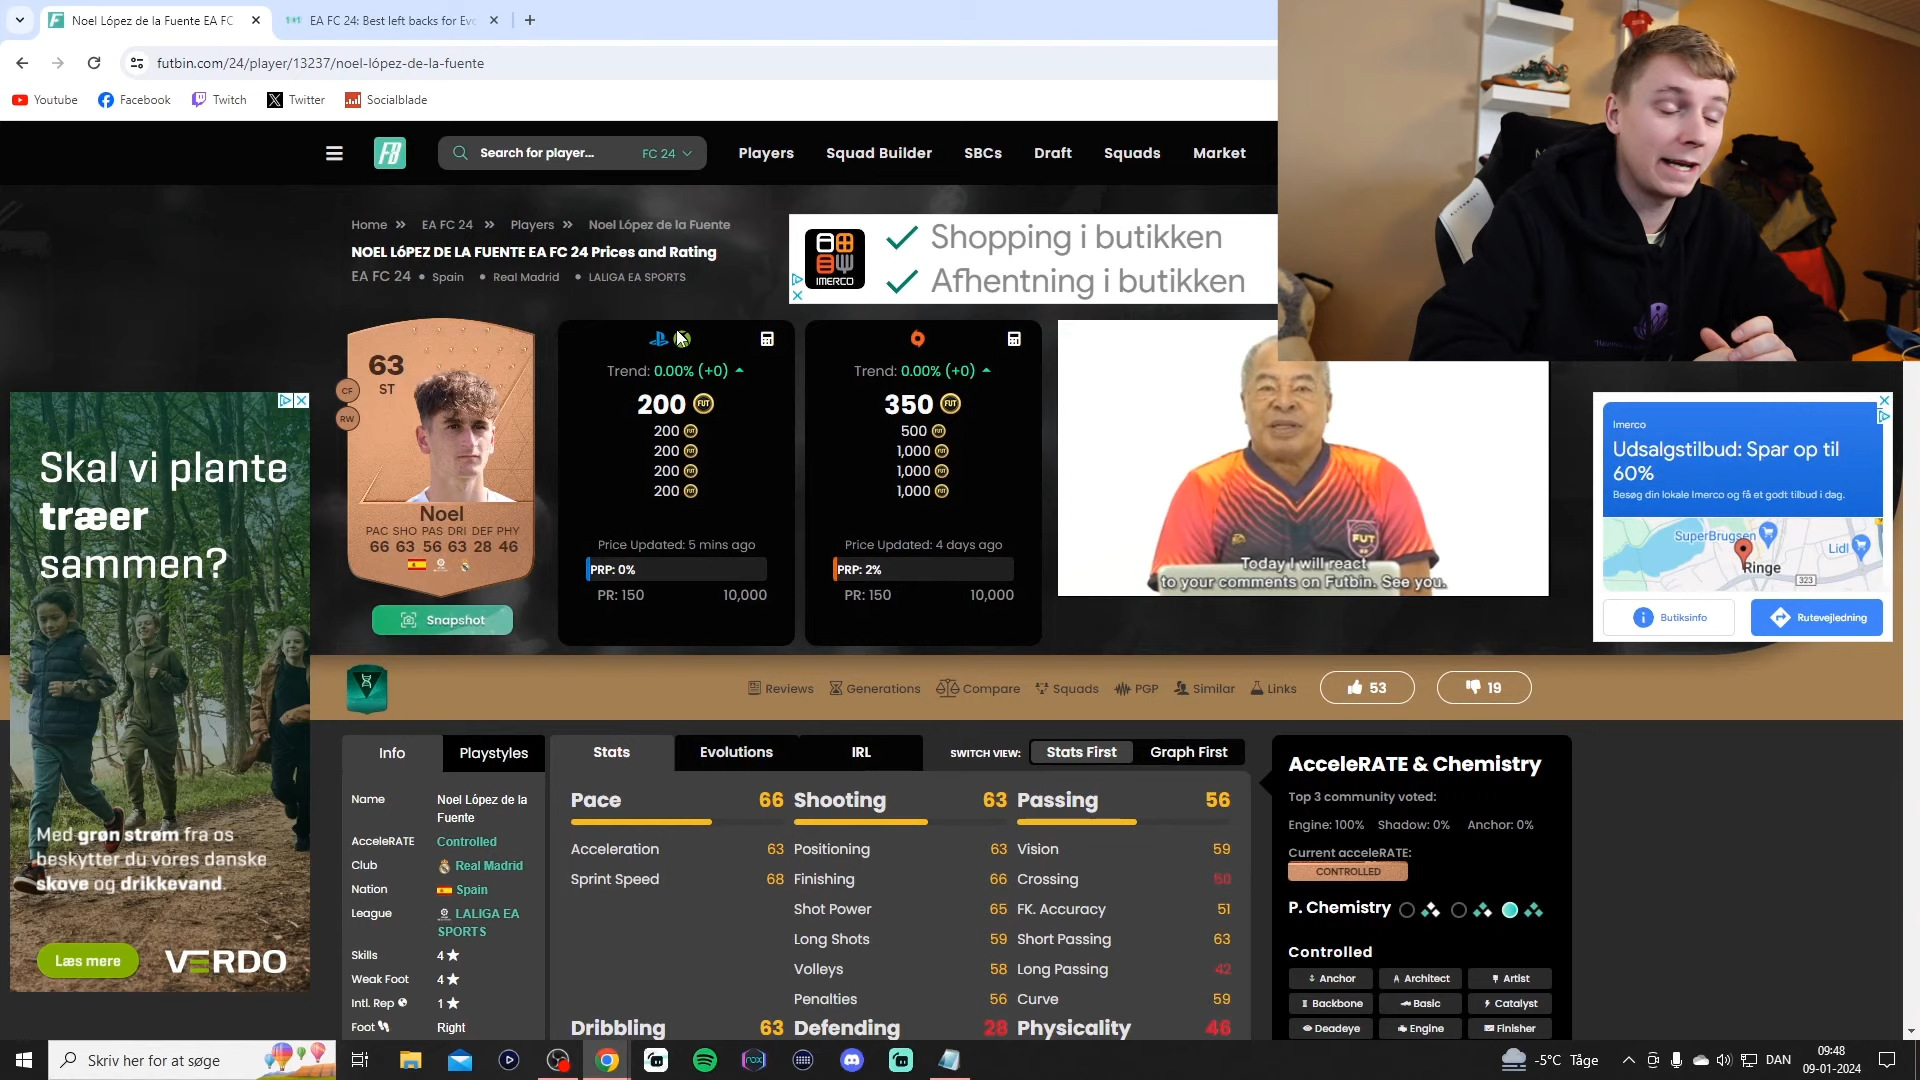 Noel López de la Fuente EA FC
EA FC 24: Best left backs for Evo
futbin.com/24/player/13237/noel-lópez-de-la-fuente
Youtube
Facebook
Twitch
Twitter
Socialblade
FB
Search for player...
FC 24
Players
Squad Builder
SBCs
Draft
Squads
Market
Home
EA FC 24
Players
Noel López de la Fuente
NOEL LóPEZ DE LA FUENTE EA FC 24 Prices and Rating
EA FC 24 • Spain • Real Madrid • LALIGA EA SPORTS
IMERCO
Shopping i butikken
Afhentning i butikken
63
ST
CF
RW
Noel
PAC SHO PAS DRI DEF PHY
66 63 56 63 28 46
Snapshot
Trend: 0.00% (+0)
200
200
200
200
200
Price Updated: 5 mins ago
PRP: 0%
PR: 150
10,000
Trend: 0.00% (+0)
350
500
1,000
1,000
1,000
Price Updated: 4 days ago
PRP: 2%
PR: 150
10,000
FUT
Today I will react
to your comments on Futbin. See you.
Imerco
Udsalgstilbud: Spar op til
60%
Besøg din lokale Imerco og få et godt tilbud i dag.
SuperBrugsen
Lidl
Ringe
323
Butiksinfo
Rutevejledning
Skal vi plante
træer
sammen?
Med grøn strøm fra os
beskytter du vores danske
skove og drikkevand.
Læs mere
VERDO
Reviews
Generations
Compare
Squads
PGP
Similar
Links
53
19
Info
Playstyles
Name
Noel López de la
Fuente
AcceleRATE
Controlled
Club
Real Madrid
Nation
Spain
League
LALIGA EA
SPORTS
Skills
4
Weak Foot
4
Intl. Rep
1
Foot
Right
Stats
Evolutions
IRL
SWITCH VIEW:
Stats First
Graph First
Pace 66
Acceleration 63
Sprint Speed 68
Shooting 63
Positioning 63
Finishing 66
Shot Power 65
Long Shots 59
Volleys 58
Penalties 56
Passing 56
Vision 59
Crossing 50
FK. Accuracy 51
Short Passing 63
Long Passing 42
Curve 59
Dribbling 63
Defending 28
Physicality 46
AcceleRATE & Chemistry
Top 3 community voted:
Engine: 100% Shadow: 0% Anchor: 0%
Current acceleRATE:
CONTROLLED
P. Chemistry
Controlled
Anchor
Architect
Artist
Backbone
Basic
Catalyst
Deadeye
Engine
Finisher
Skriv her for at søge
-5°C Tåge
DAN
09:48
09-01-2024